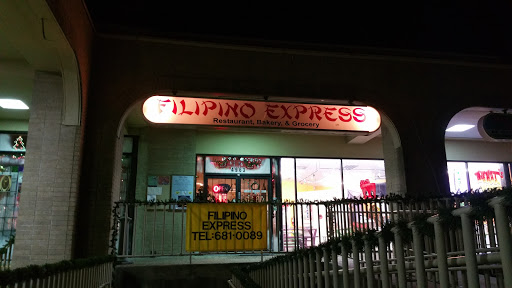 FILIPINO EXPRESS
Restaurant, Bakery, & Grocery
OPEN
FILIPINO
EXPRESS
TEL:681-0089